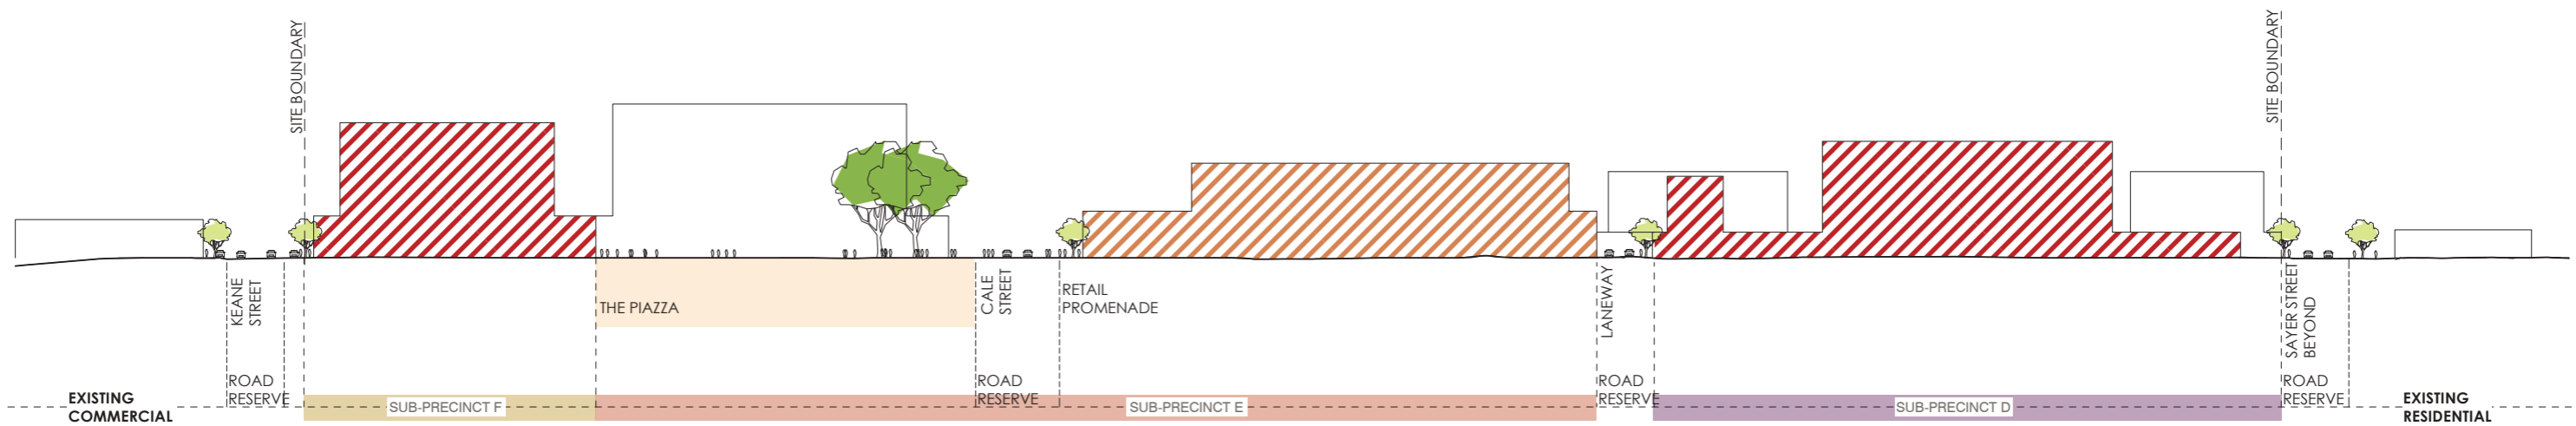 SITE BOUNDARY
SITE BOUNDARY
KEANE
STREET
THE PIAZZA
CALE
STREET
RETAIL
PROMENADE
LANEWAY
SAYER STREET
BEYOND
ROAD
RESERVE
ROAD
RESERVE
ROAD
RESERVE
ROAD
RESERVE
EXISTING
COMMERCIAL
SUB-PRECINCT F
SUB-PRECINCT E
SUB-PRECINCT D
EXISTING
RESIDENTIAL